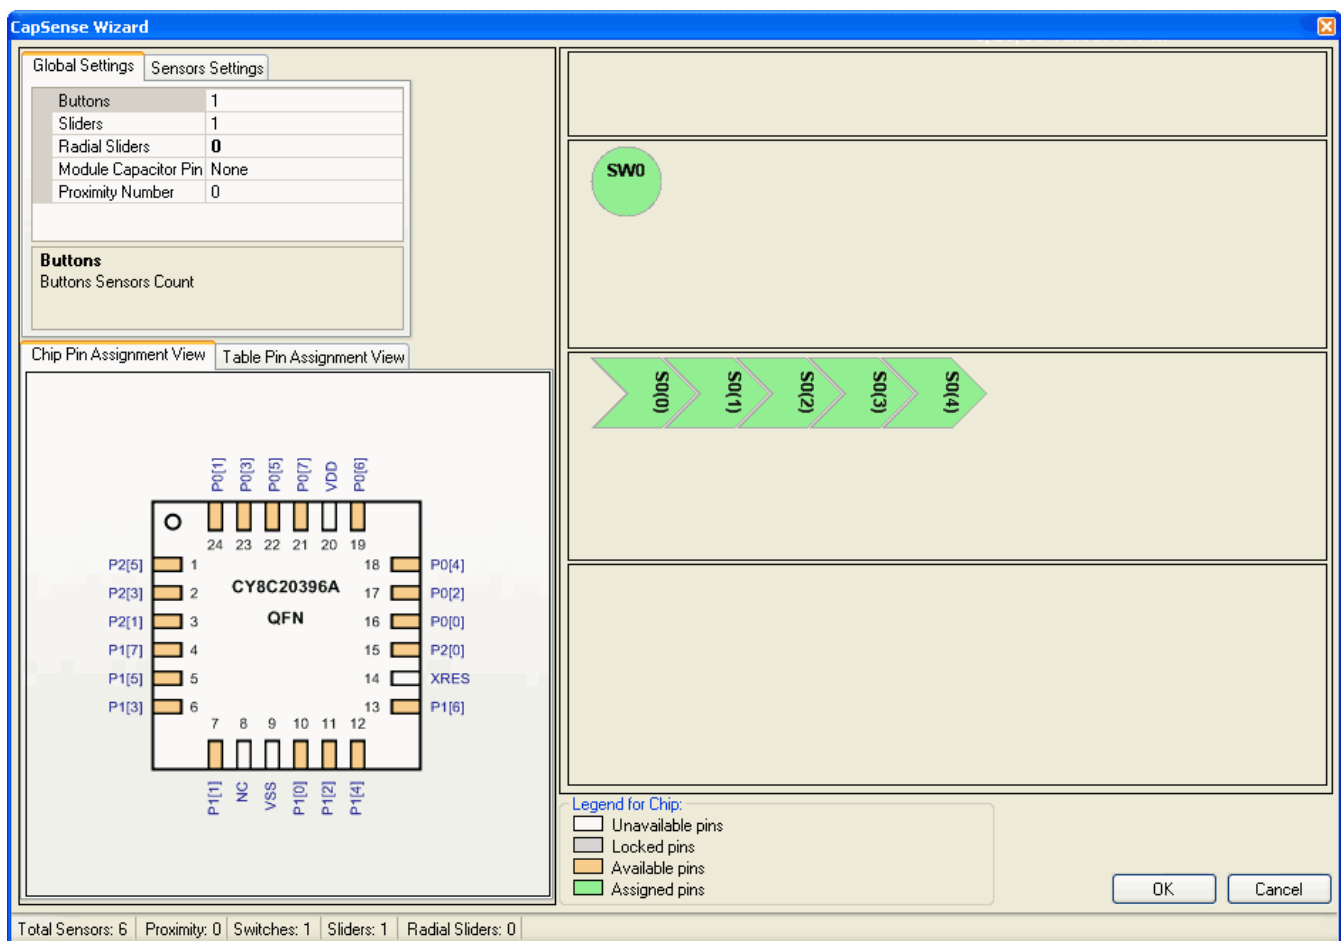 CapSense Wizard
Global Settings Sensors Settings
Buttons 1
Sliders 1
Radial Sliders 0
Module Capacitor Pin None
Proximity Number 0
Buttons
Buttons Sensors Count
SW0
S0(0) S0(1) S0(2) S0(3) S0(4)
Chip Pin Assignment View Table Pin Assignment View
P0[1] P0[3] P0[5] P0[7] VDD P0[6]
24 23 22 21 20 19
P2[5] 1 18 P0[4]
P2[3] 2 CY8C20396A 17 P0[2]
P2[1] 3 QFN 16 P0[0]
P1[7] 4 15 P2[0]
P1[5] 5 14 XRES
P1[3] 6 13 P1[6]
7 8 9 10 11 12
P1[1] NC VSS P1[0] P1[2] P1[4]
Legend for Chip:
Unavailable pins
Locked pins
Available pins
Assigned pins
OK Cancel
Total Sensors: 6 Proximity: 0 Switches: 1 Sliders: 1 Radial Sliders: 0